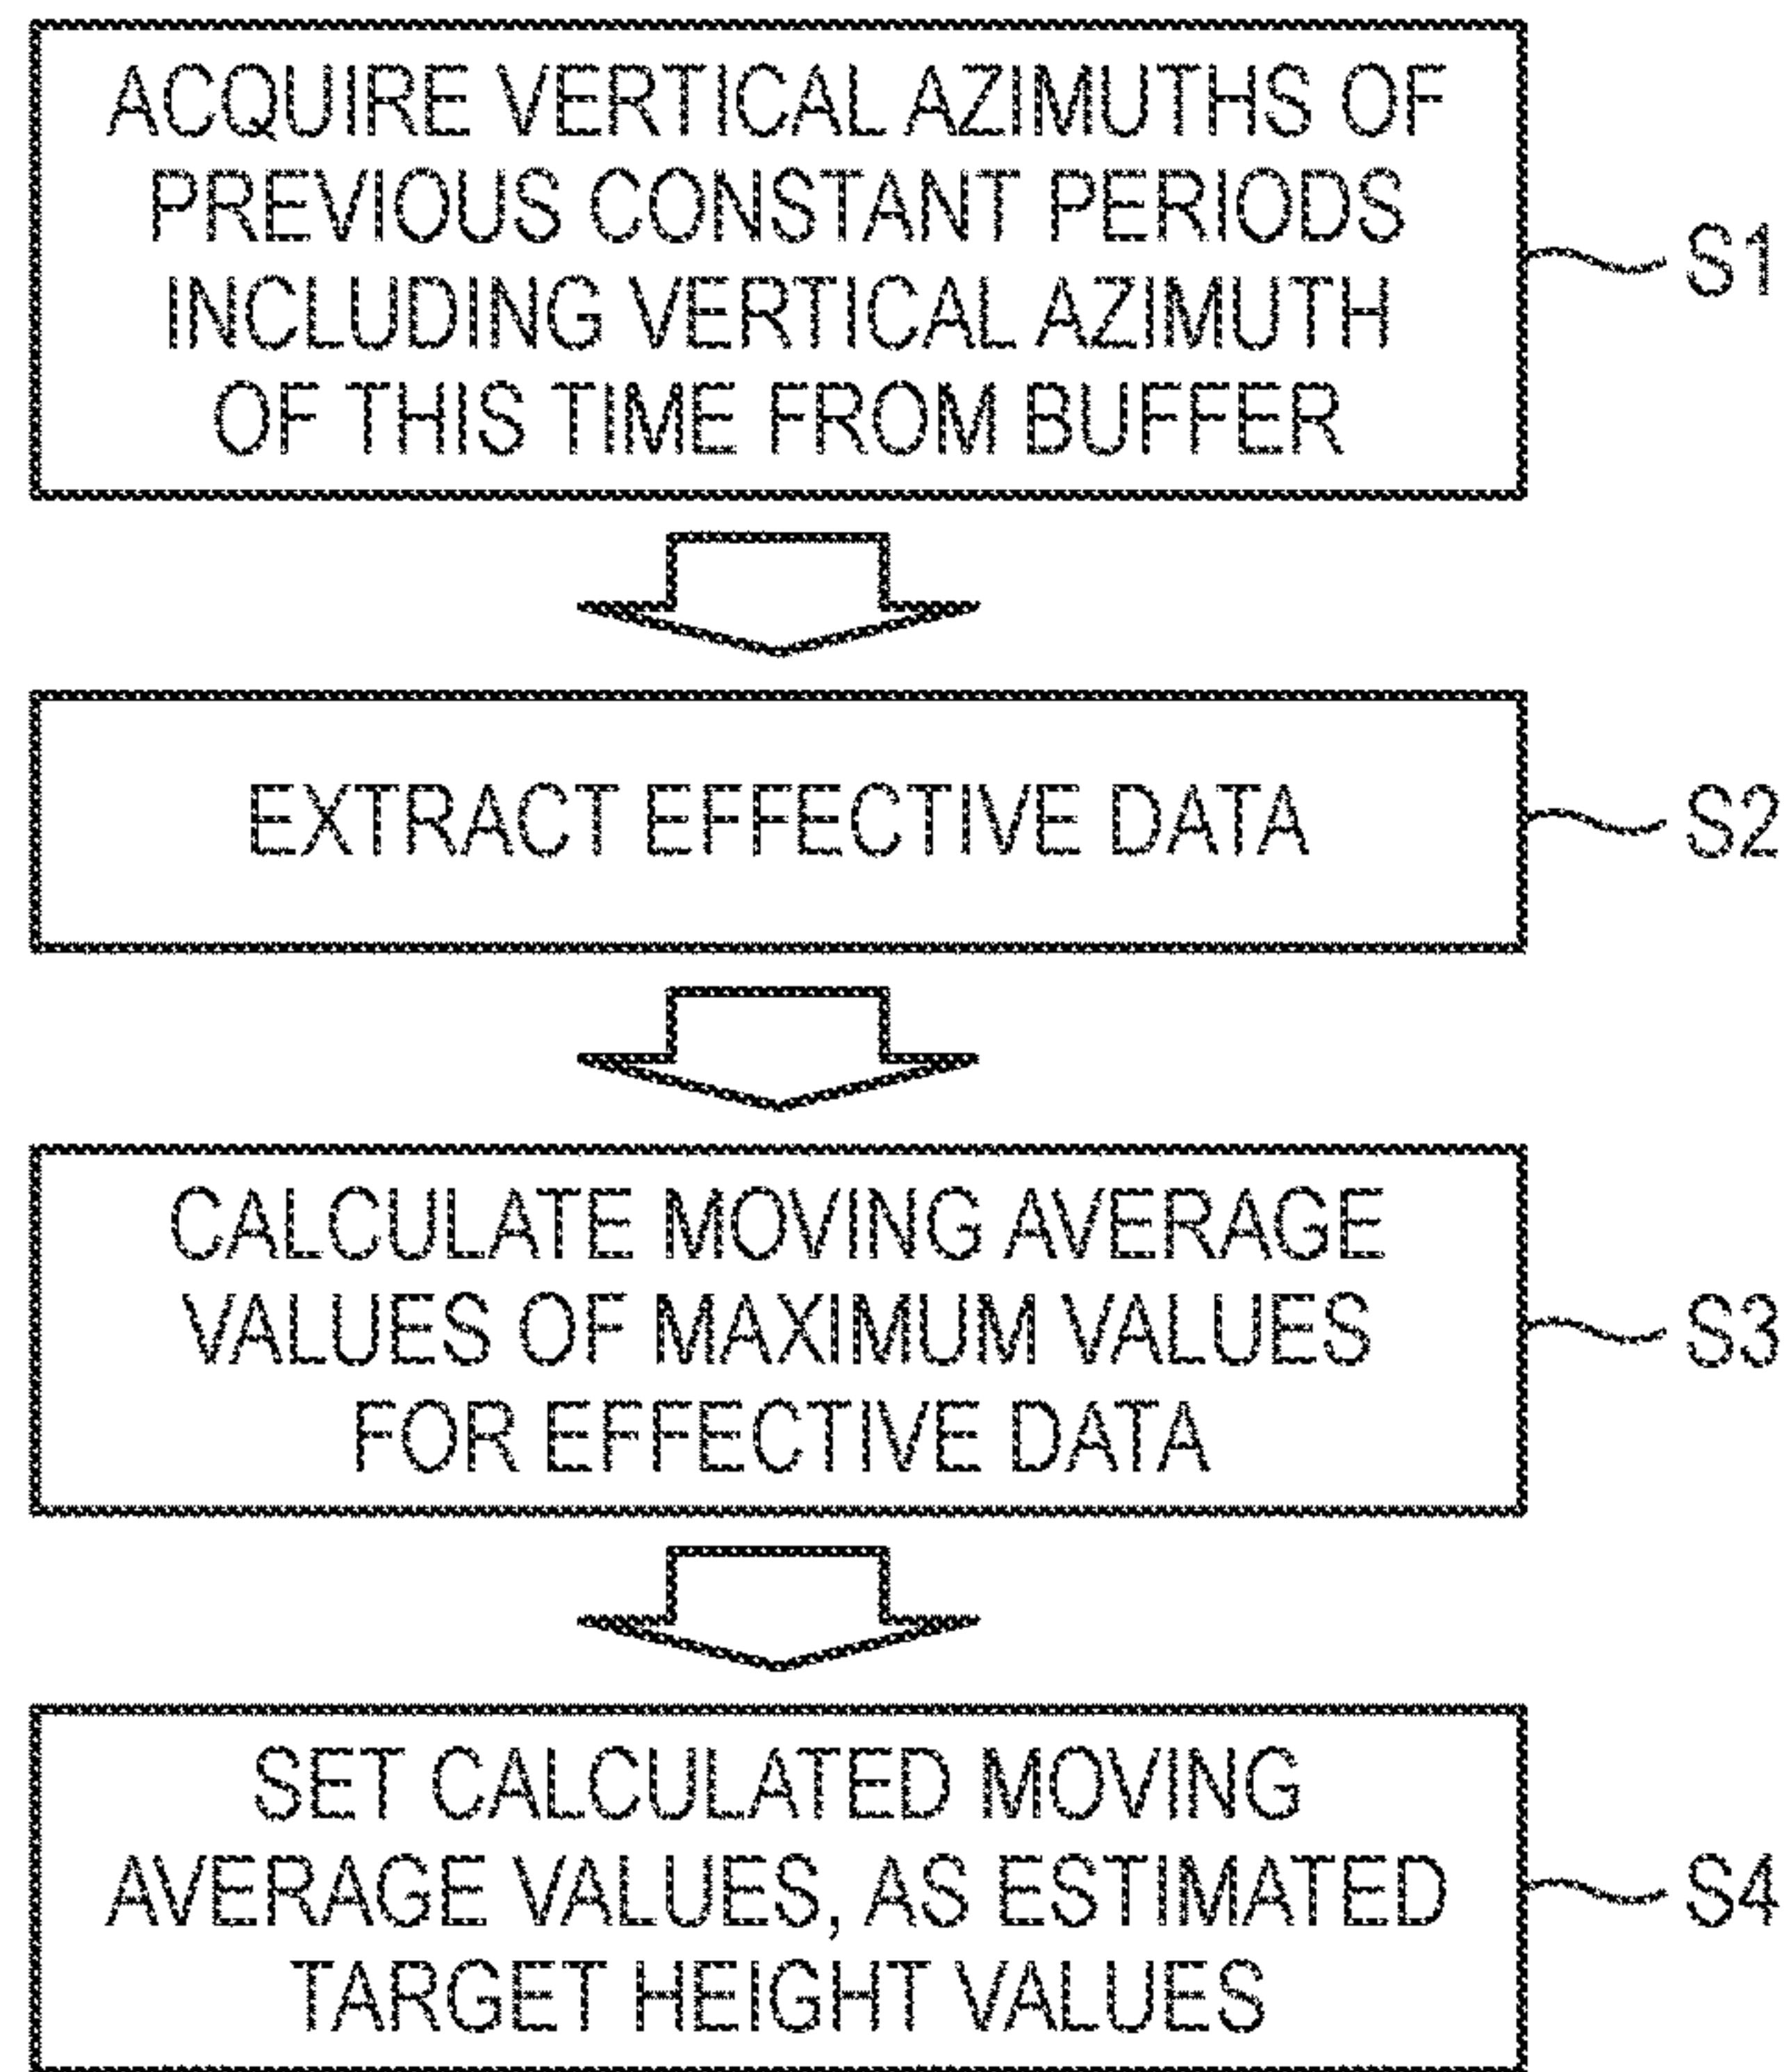 ACQUIRE VERTICAL AZIMUTHS OF
PREVIOUS CONSTANT PERIODS
INCLUDING VERTICAL AZIMUTH
OF THIS TIME FROM BUFFER
S1
EXTRACT EFFECTIVE DATA
S2
CALCULATE MOVING AVERAGE
VALUES OF MAXIMUM VALUES
FOR EFFECTIVE DATA
S3
SET CALCULATED MOVING
AVERAGE VALUES, AS ESTIMATED
TARGET HEIGHT VALUES
S4